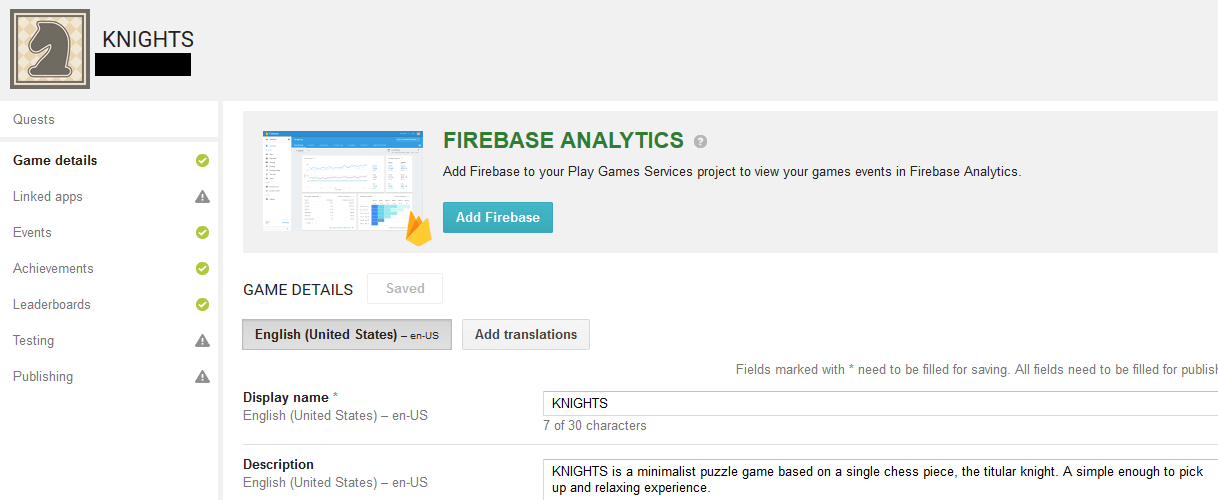 KNIGHTS
Quests
Game details
Linked apps
Events
Achievements
Leaderboards
Testing
Publishing
FIREBASE ANALYTICS ?
Add Firebase to your Play Games Services project to view your games events in Firebase Analytics.
Add Firebase
GAME DETAILS Saved
English (United States) – en-US Add translations
Fields marked with * need to be filled for saving. All fields need to be filled for
Display name *
English (United States) – en-US
KNIGHTS
7 of 30 characters
Description
English (United States) – en-US
KNIGHTS is a minimalist puzzle game based on a single chess piece, the titular knight. A simple enough to pick
up and relaxing experience.